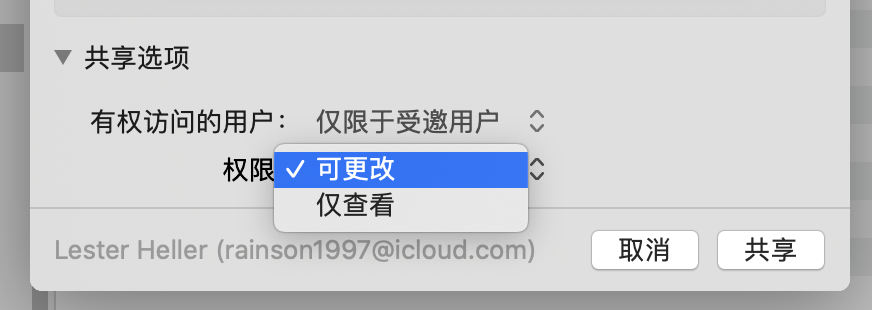 共享选项
有权访问的用户： 仅限于受邀用户
权限 可更改
仅查看
Lester Heller (rainson1997@icloud.com) 取消 共享